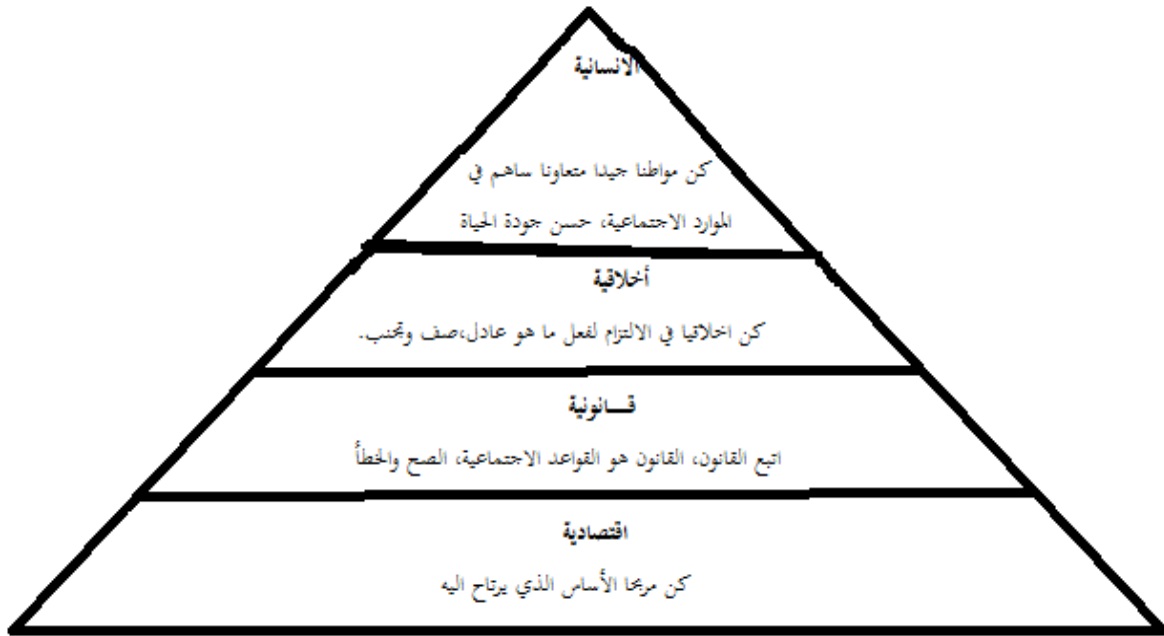 الانسانية
كن مواطنا جيدا متعاونا ساهم في
الموارد الاجتماعية، حسن جودة الحياة
أخلاقية
كن اخلاقيا في الالتزام لفعل ما هو عادل،صف وتجنب.
قـــانونية
اتبع القانون، القانون هو القواعد الاجتماعية، الصح والخطأ
اقتصادية
كن مربحا الأساس الذي يرتاح اليه